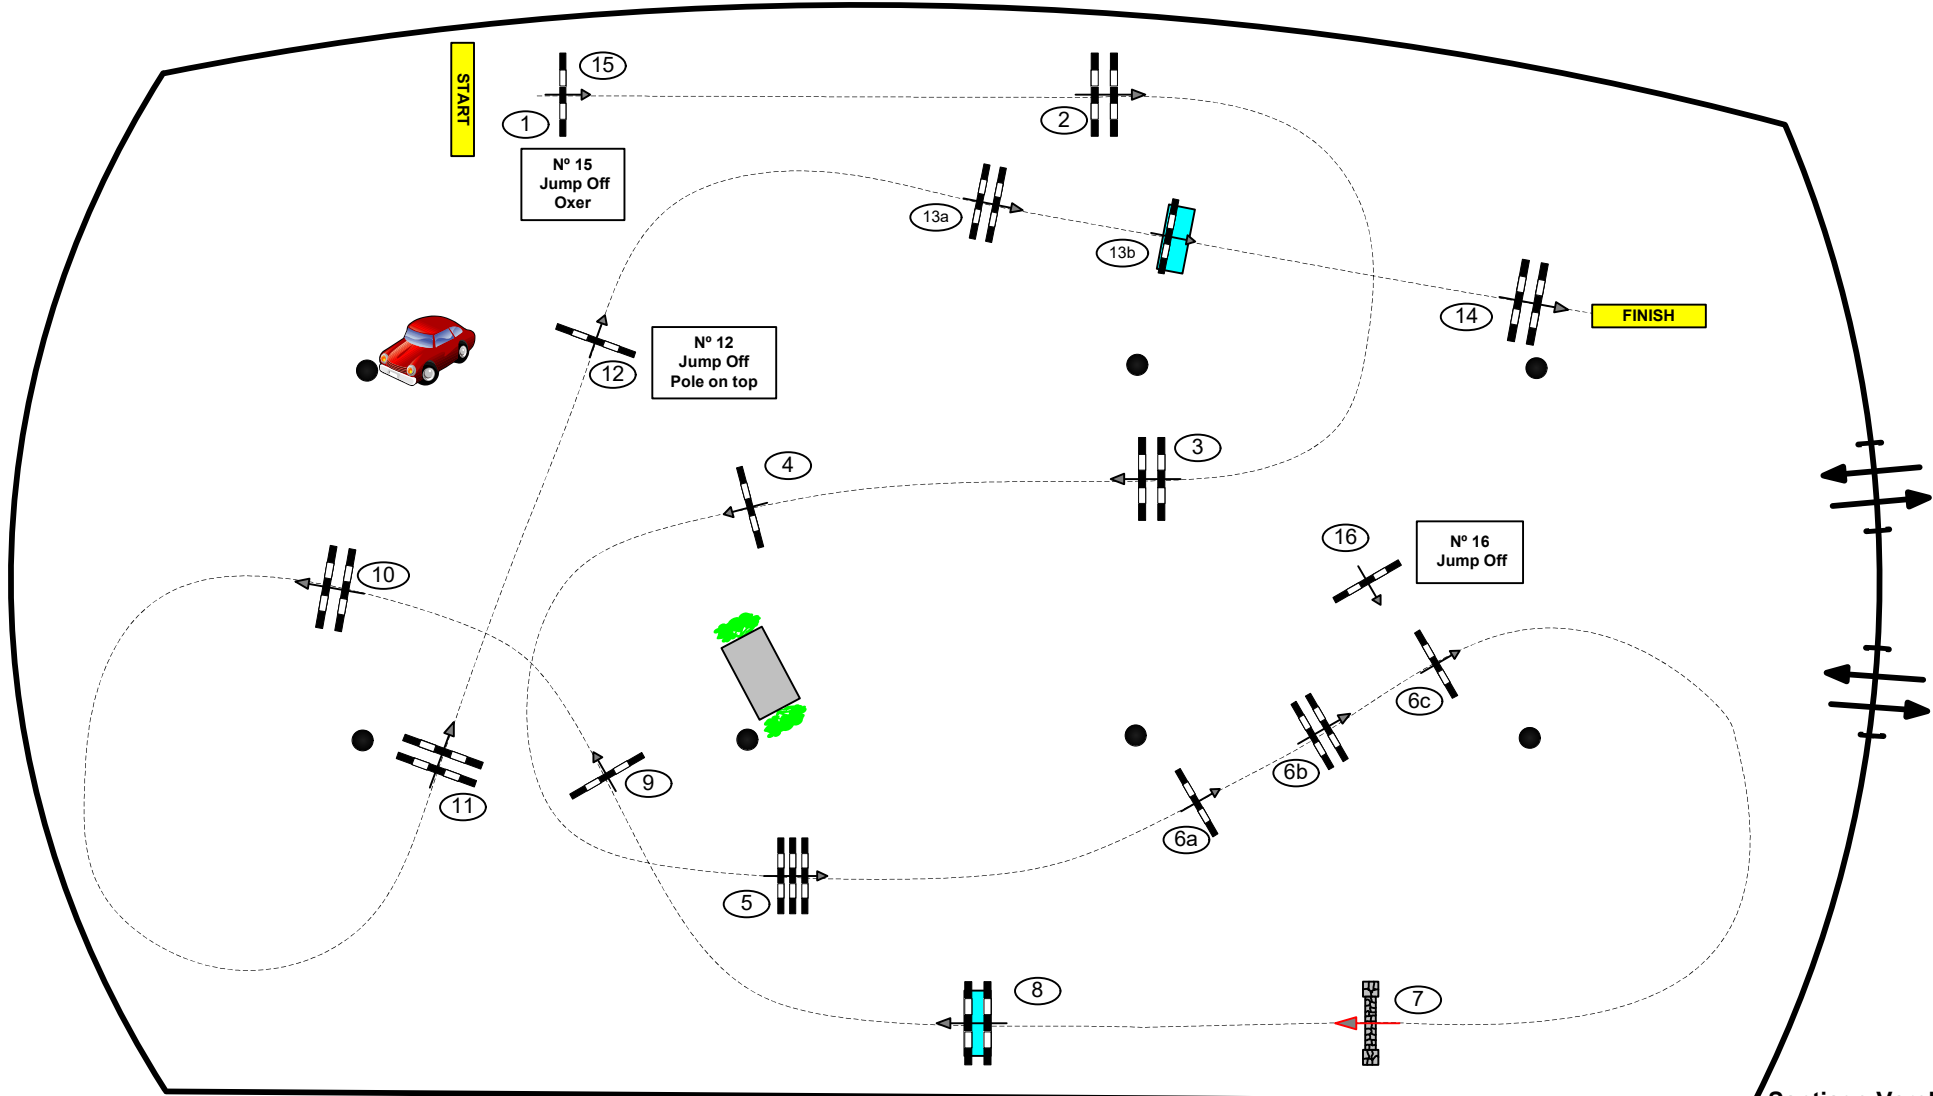 START
15
1
2
Nº 15
Jump Off
Oxer
13a
13b
14
FINISH
12
Nº 12
Jump Off
Pole on top
3
4
16
Nº 16
Jump Off
10
6c
6b
9
11
6a
5
8
7